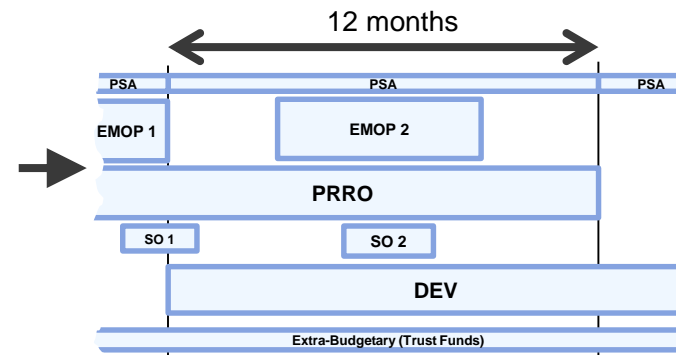 12 months
PSA
PSA
PSA
EMOP 1
EMOP 2
PRRO
SO 1
SO 2
DEV
Extra-Budgetary (Trust Funds)